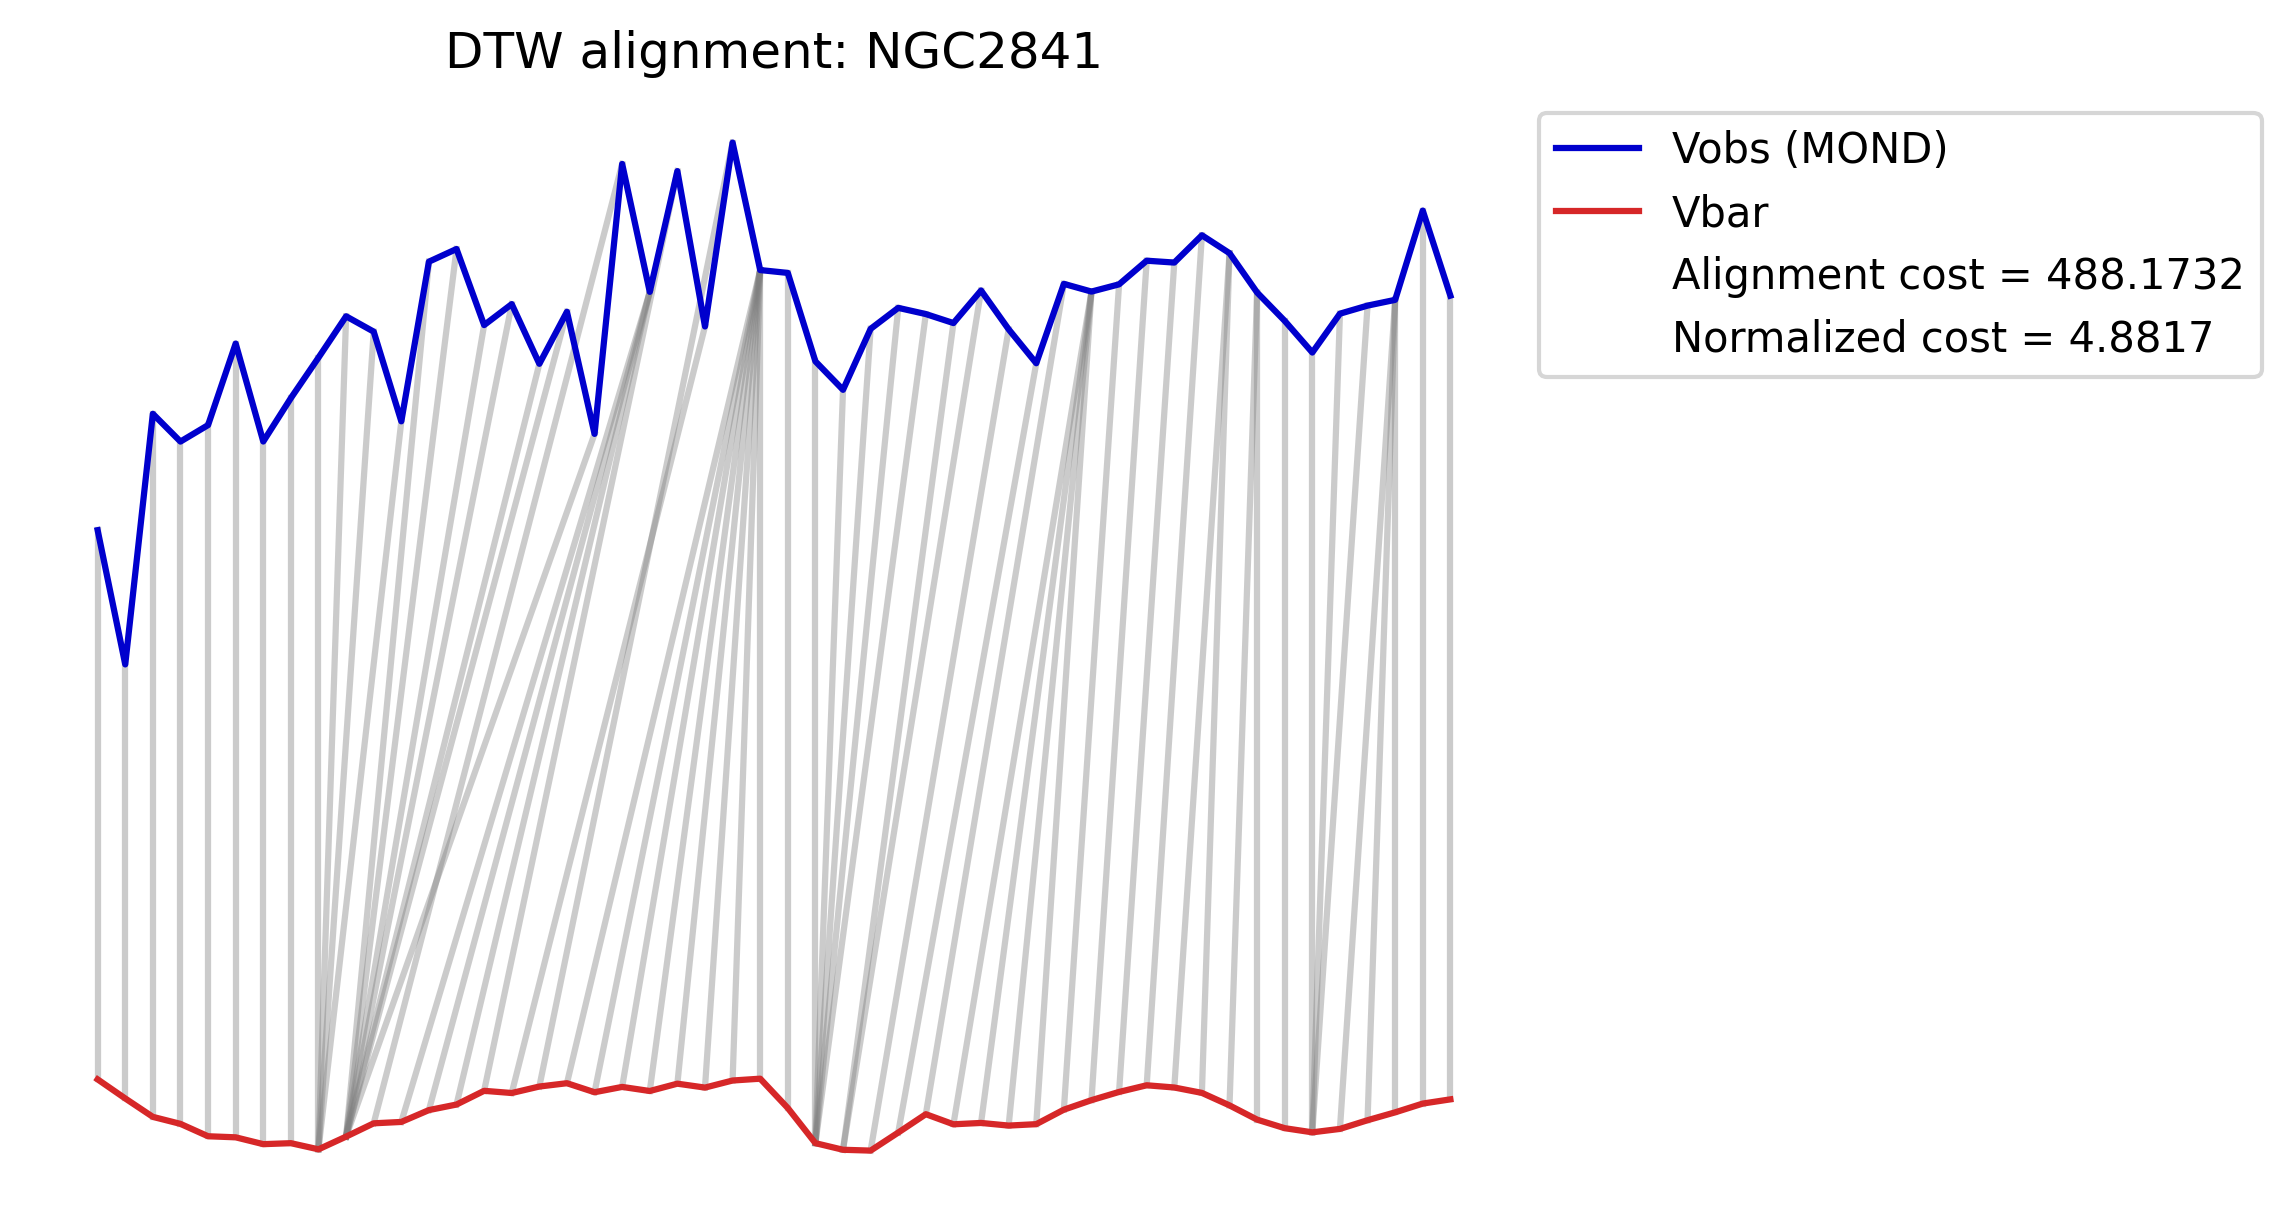 DTW alignment: NGC2841
Vobs (MOND)
Vbar
Alignment cost = 488.1732
Normalized cost = 4.8817